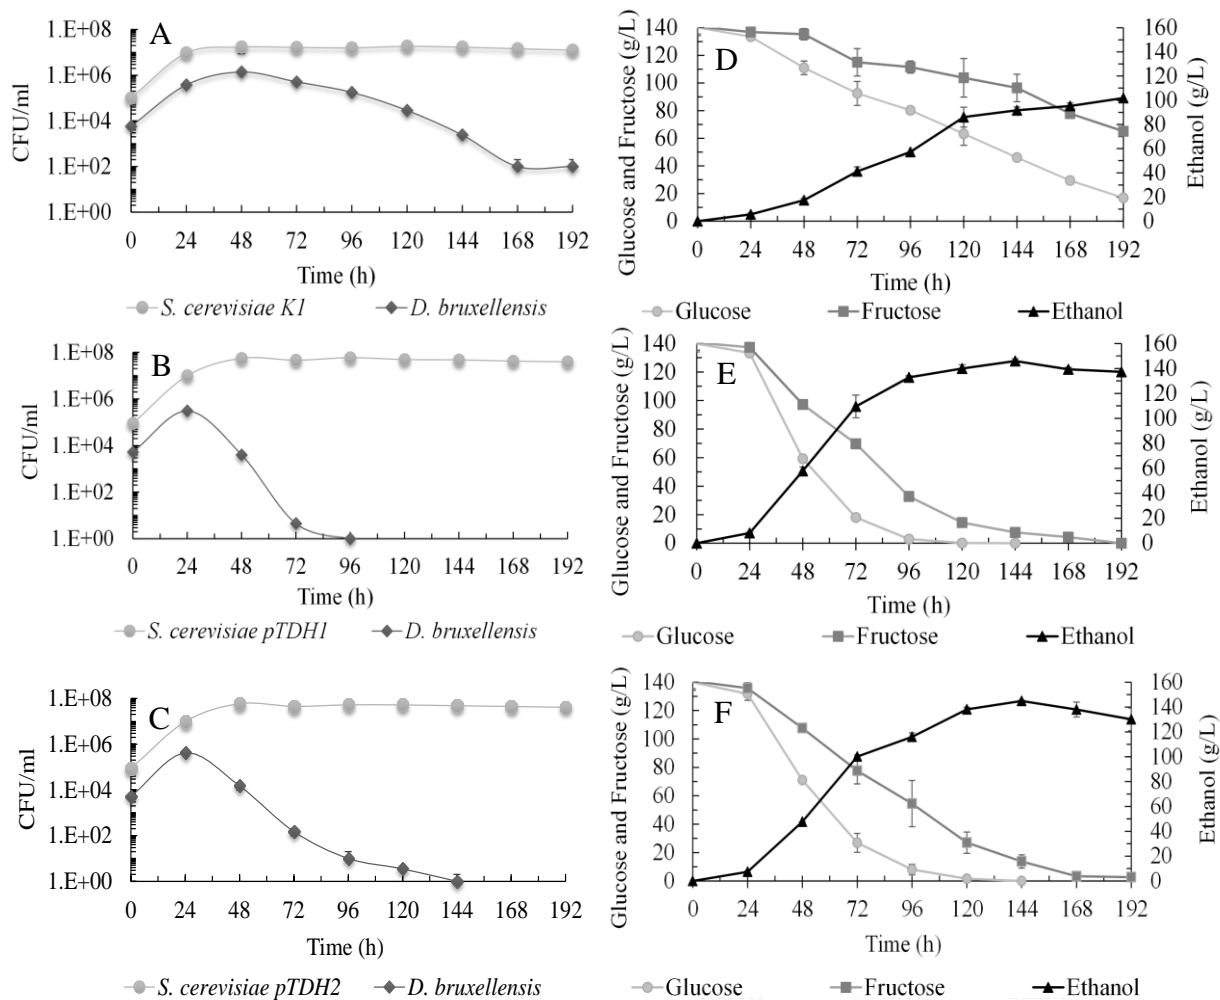 A
CFU/ml
1.E+08
1.E+06
1.E+04
1.E+02
1.E+00
0 24 48 72 96 120 144 168 192
Time (h)
S. cerevisiae K1 D. bruxellensis
D
Glucose and Fructose (g/L)
140
120
100
80
60
40
20
0
160
140
120
100
80
60
40
20
0
Ethanol (g/L)
0 24 48 72 96 120 144 168 192
Time (h)
Glucose Fructose Ethanol
B
CFU/ml
1.E+08
1.E+06
1.E+04
1.E+02
1.E+00
0 24 48 72 96 120 144 168 192
Time (h)
S. cerevisiae pTDH1 D. bruxellensis
E
Glucose and Fructose (g/L)
140
120
100
80
60
40
20
0
160
140
120
100
80
60
40
20
0
Ethanol (g/L)
0 24 48 72 96 120 144 168 192
Time (h)
Glucose Fructose Ethanol
C
CFU/ml
1.E+08
1.E+06
1.E+04
1.E+02
1.E+00
0 24 48 72 96 120 144 168 192
Time (h)
S. cerevisiae pTDH2 D. bruxellensis
F
Glucose and Fructose (g/L)
140
120
100
80
60
40
20
0
160
140
120
100
80
60
40
20
0
Ethanol (g/L)
0 24 48 72 96 120 144 168 192
Time (h)
Glucose Fructose Ethanol